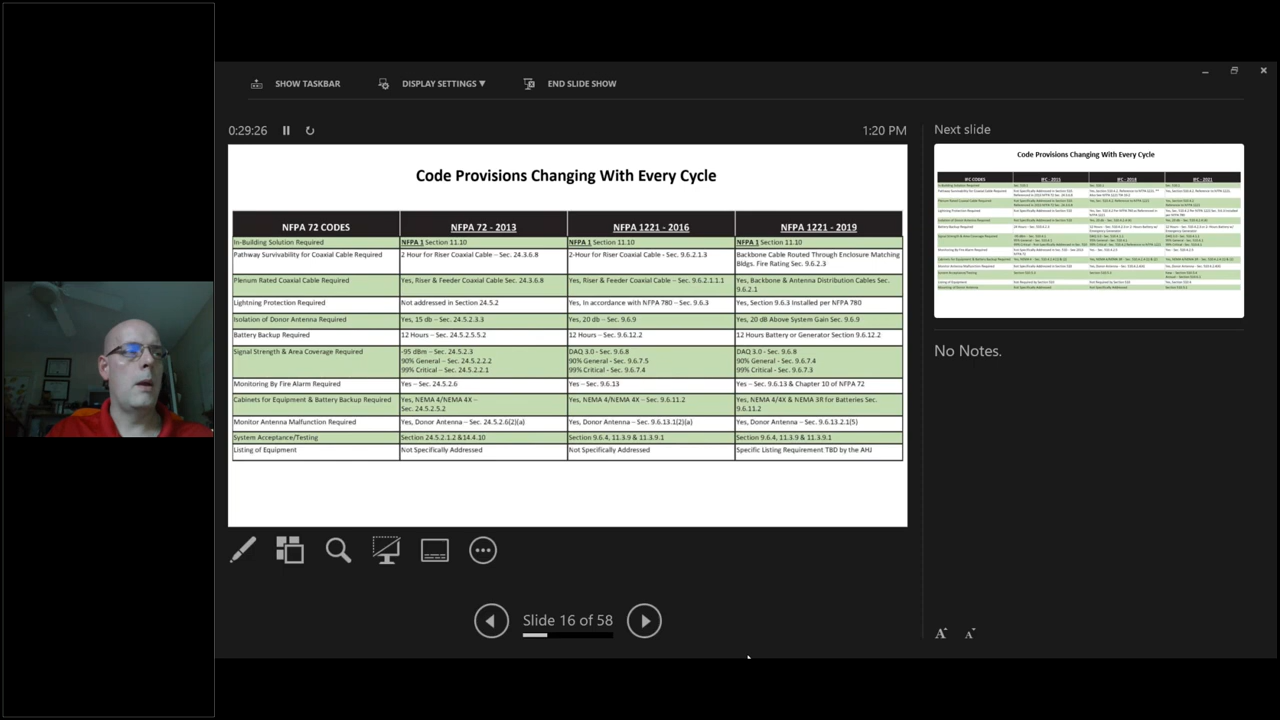 SHOW TASKBAR
DISPLAY SETTINGS ▼
END SLIDE SHOW
0:29:26
1:20 PM
Code Provisions Changing With Every Cycle
NFPA 72 CODES
NFPA 72 - 2013
NFPA 1221 - 2016
NFPA 1221 - 2019
In-Building Solution Required
NFPA 1 Section 11.10
NFPA 1 Section 11.10
NFPA 1 Section 11.10
Pathway Survivability for Coaxial Cable Required
2 Hour for Riser Coaxial Cable – Sec. 24.3.6.8
2-Hour for Riser Coaxial Cable – Sec. 9.6.2.1.3
Backbone Cable Routed Through Enclosure Matching
Bldgs. Fire Rating Sec. 9.6.2.3
Plenum Rated Coaxial Cable Required
Yes, Riser & Feeder Coaxial Cable Sec. 24.3.6.8
Yes, Riser & Feeder Coaxial Cable – Sec. 9.6.2.1.1.1
Yes, Backbone & Antenna Distribution Cables Sec.
9.6.2.1
Lightning Protection Required
Not addressed in Section 24.5.2
Yes, In accordance with NFPA 780 – Sec. 9.6.3
Yes, Section 9.6.3 Installed per NFPA 780
Isolation of Donor Antenna Required
Yes, 15 db – Sec. 24.5.2.3.3
Yes, 20 db – Sec. 9.6.9
Yes, 20 dB Above System Gain Sec. 9.6.9
Battery Backup Required
12 Hours – Sec. 24.5.2.5.5.2
12 Hours – Sec. 9.6.12.2
12 Hours Battery or Generator Section 9.6.12.2
Signal Strength & Area Coverage Required
-95 dBm – Sec. 24.5.2.3
90% General – Sec. 24.5.2.2.2
99% Critical – Sec. 24.5.2.2.1
DAQ 3.0 - Sec. 9.6.8
90% General - Sec. 9.6.7.5
99% Critical - Sec. 9.6.7.4
DAQ 3.0 - Sec. 9.6.8
90% General - Sec. 9.6.7.4
99% Critical - Sec. 9.6.7.3
Monitoring By Fire Alarm Required
Yes – Sec. 24.5.2.6
Yes – Sec. 9.6.13
Yes – Sec. 9.6.13 & Chapter 10 of NFPA 72
Cabinets for Equipment & Battery Backup Required
Yes, NEMA 4/NEMA 4X –
Sec. 24.5.2.5.2
Yes, NEMA 4/NEMA 4X – Sec. 9.6.11.2
Yes, NEMA 4/4X & NEMA 3R for Batteries Sec.
9.6.11.2
Monitor Antenna Malfunction Required
Yes, Donor Antenna – Sec. 24.5.2.6(2)(a)
Yes, Donor Antenna – Sec. 9.6.13.1(2)(a)
Yes, Donor Antenna – Sec. 9.6.13.2.1(5)
System Acceptance/Testing
Section 24.5.2.1.2 &14.4.10
Section 9.6.4, 11.3.9 & 11.3.9.1
Section 9.6.4, 11.3.9 & 11.3.9.1
Listing of Equipment
Not Specifically Addressed
Not Specifically Addressed
Specific Listing Requirement TBD by the AHJ
Slide 16 of 58
Next slide
Code Provisions Changing With Every Cycle
IFC CODES
IFC - 2015
IFC - 2018
IFC - 2021
No Notes.
A
A